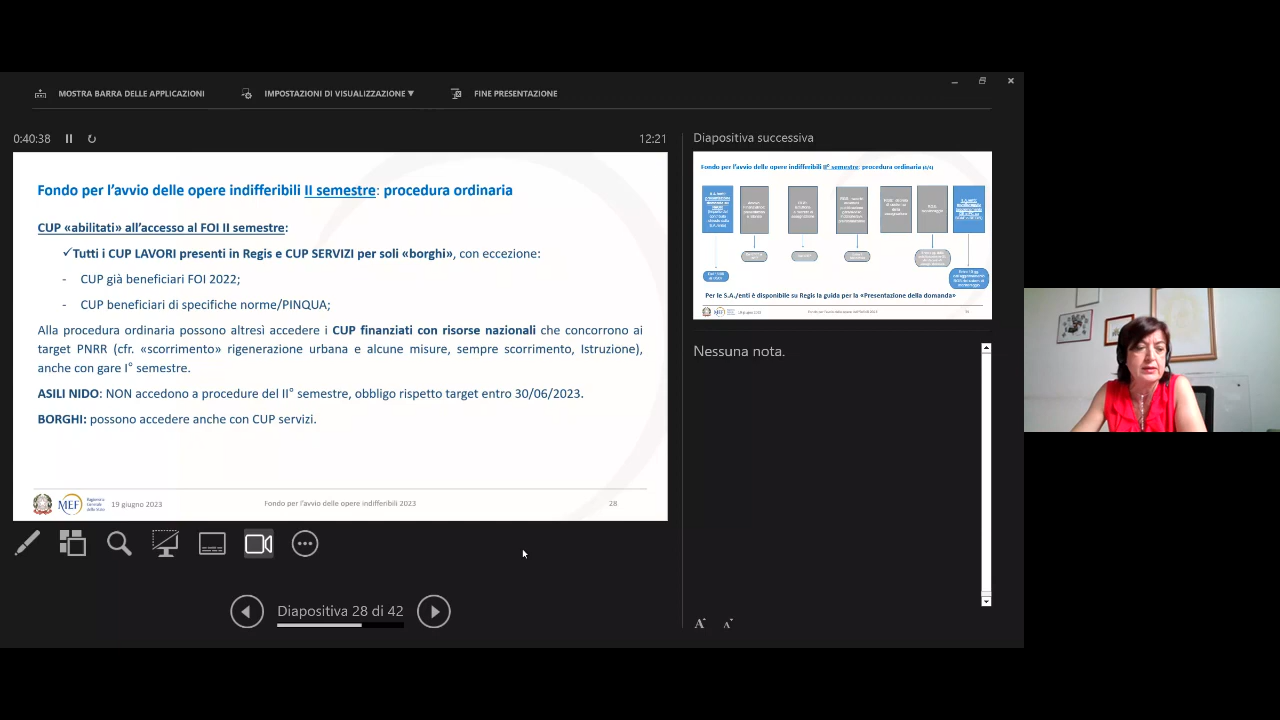 MOSTRA BARRA DELLE APPLICAZIONI
IMPOSTAZIONI DI VISUALIZZAZIONE ▼
FINE PRESENTAZIONE
0:40:38
12:21
Fondo per l'avvio delle opere indifferibili II semestre: procedura ordinaria
CUP «abilitati» all'accesso al FOI II semestre:
✓Tutti i CUP LAVORI presenti in Regis e CUP SERVIZI per soli «borghi», con eccezione:
- CUP già beneficiari FOI 2022;
- CUP beneficiari di specifiche norme/PINQUA;
Alla procedura ordinaria possono altresì accedere i CUP finanziati con risorse nazionali che concorrono ai
target PNRR (cfr. «scorrimento» rigenerazione urbana e alcune misure, sempre scorrimento, Istruzione),
anche con gare I° semestre.
ASILI NIDO: NON accedono a procedure del II° semestre, obbligo rispetto target entro 30/06/2023.
BORGHI: possono accedere anche con CUP servizi.
MEF
19 giugno 2023
Fondo per l'avvio delle opere indifferibili 2023
28
Diapositiva 28 di 42
Diapositiva successiva
Fondo per l'avvio delle opere indifferibili II° semestre: procedura ordinaria
Per le S.A./enti è disponibile su Regis la guida per la «Presentazione della domanda»
Nessuna nota.